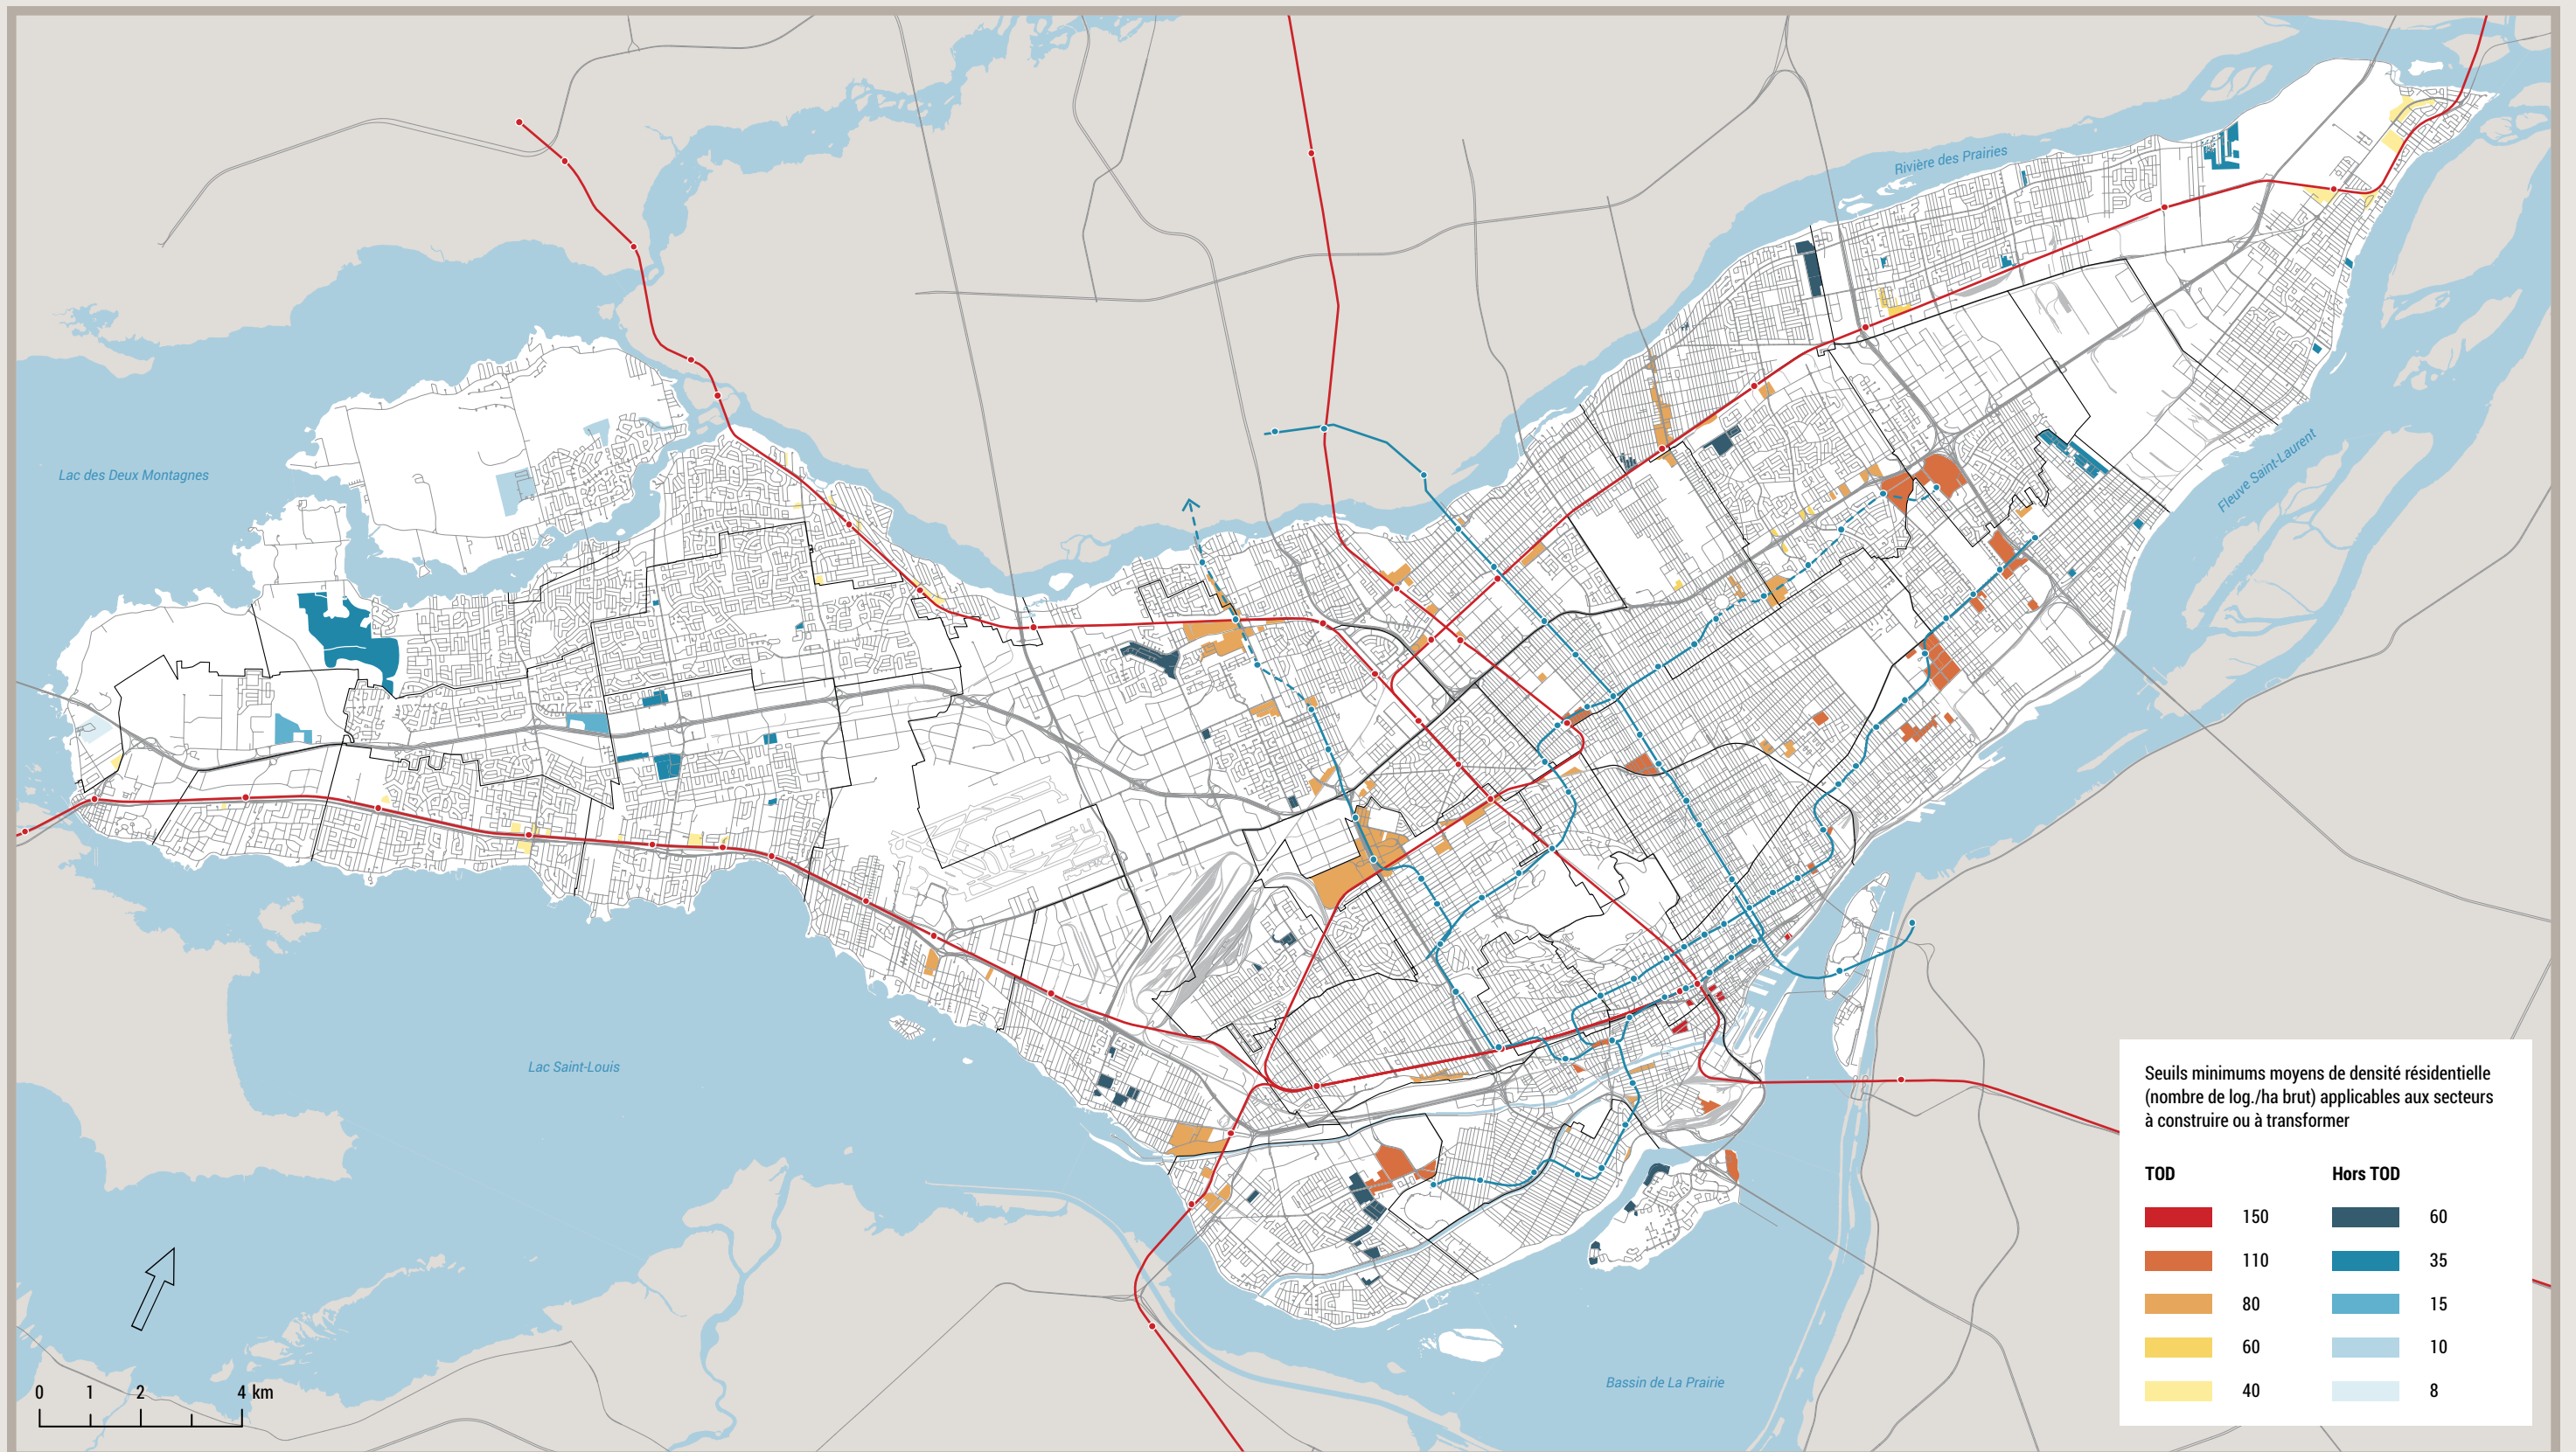 Rivière des Prairies
Lac des Deux Montagnes
Fleuve Saint-Laurent
Lac Saint-Louis
Bassin de La Prairie
0 1 2 4 km
Seuils minimums moyens de densité résidentielle
(nombre de log./ha brut) applicables aux secteurs
à construire ou à transformer
TOD Hors TOD
150 60
110 35
80 15
60 10
40 8